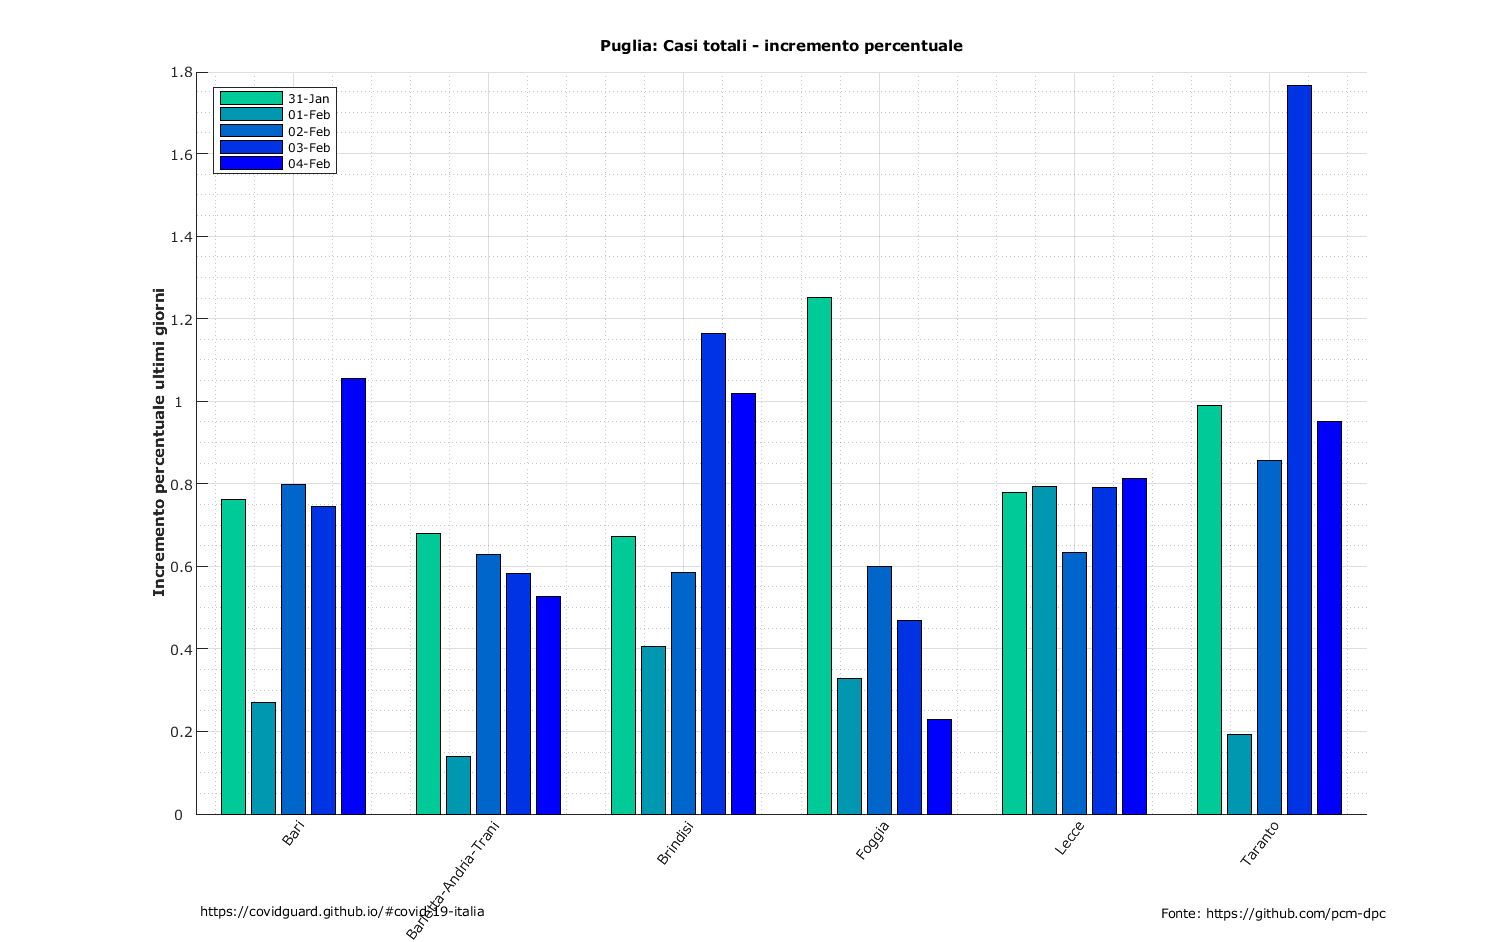 Puglia: Casi totali - incremento percentuale
31-Jan
01-Feb
02-Feb
03-Feb
04-Feb
Incremento percentuale ultimi giorni
1.8
1.6
1.4
1.2
1
0.8
0.6
0.4
0.2
0
Bari
Barletta-Andria-Trani
Brindisi
Foggia
Lecce
Taranto
https://covidguard.github.io/#covid-19-italia
Fonte: https://github.com/pcm-dpc